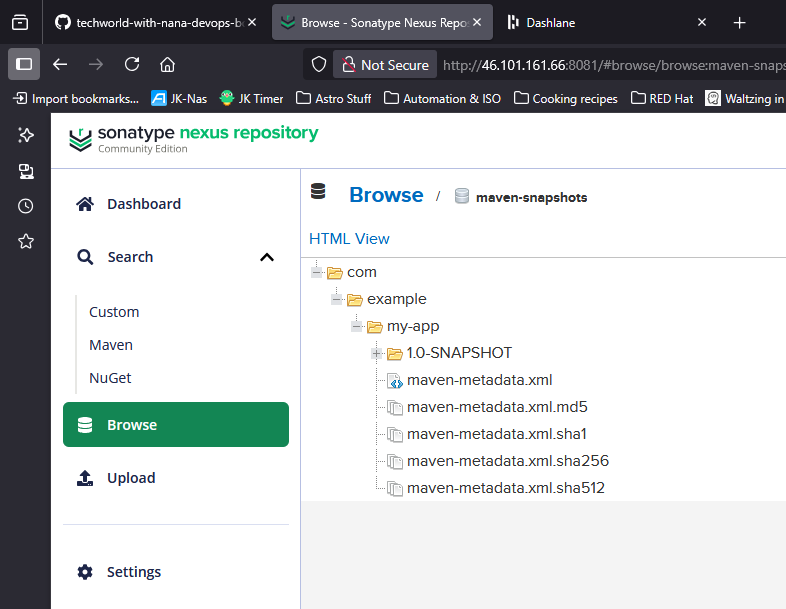 techworld-with-nana-devops-b
Browse - Sonatype Nexus Repo
Dashlane
Not Secure
http://46.101.161.66:8081/#browse/browse:maven-snaps
Import bookmarks...
JK-Nas
JK Timer
Astro Stuff
Automation & ISO
Cooking recipes
RED Hat
Waltzing in
sonatype nexus repository
Community Edition
Dashboard
Browse / maven-snapshots
HTML View
Search
Custom
Maven
NuGet
Browse
Upload
Settings
com
example
my-app
1.0-SNAPSHOT
maven-metadata.xml
maven-metadata.xml.md5
maven-metadata.xml.sha1
maven-metadata.xml.sha256
maven-metadata.xml.sha512